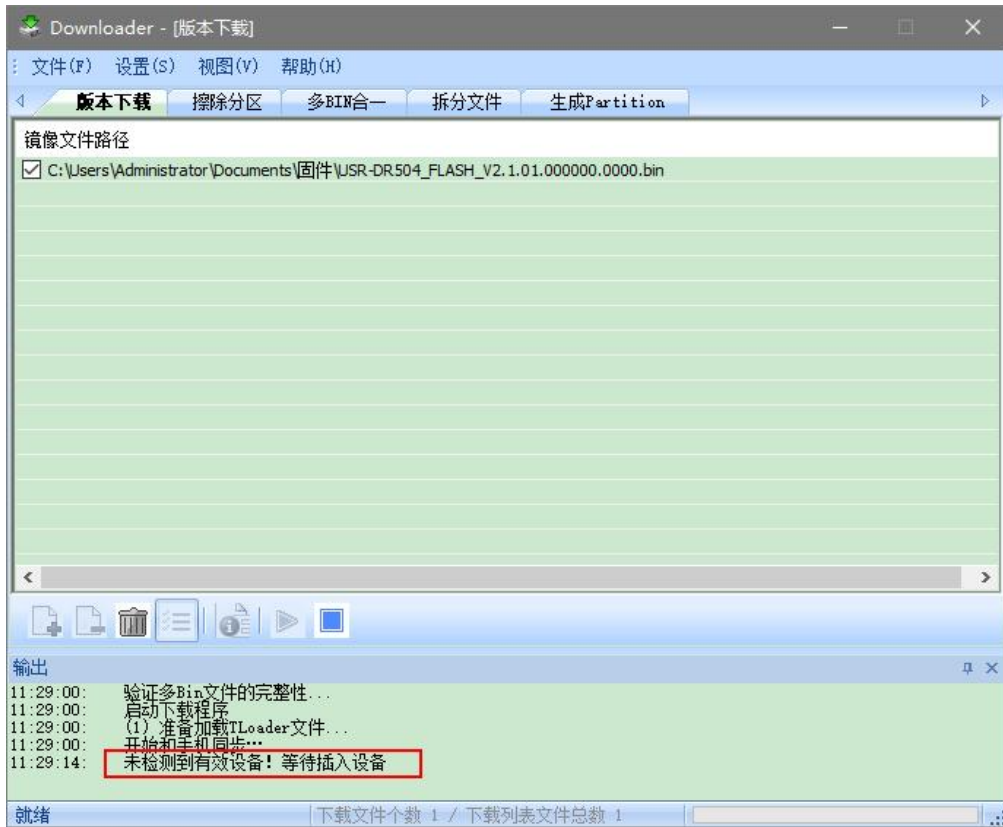 Downloader - [版本下载]
文件(F) 设置(S) 视图(V) 帮助(H)
版本下载 擦除分区 多BIN合一 拆分文件 生成Partition
镜像文件路径
C:\Users\Administrator\Documents\固件\USR-DR504_FLASH_V2.1.01.000000.0000.bin
输出
11:29:00: 验证多Bin文件的完整性...
11:29:00: 启动下载程序
11:29:00: (1) 准备加载TLoader文件...
11:29:00: 开始和手机同步…
11:29:14: 未检测到有效设备! 等待插入设备
就绪 下载文件个数 1 / 下载列表文件总数 1